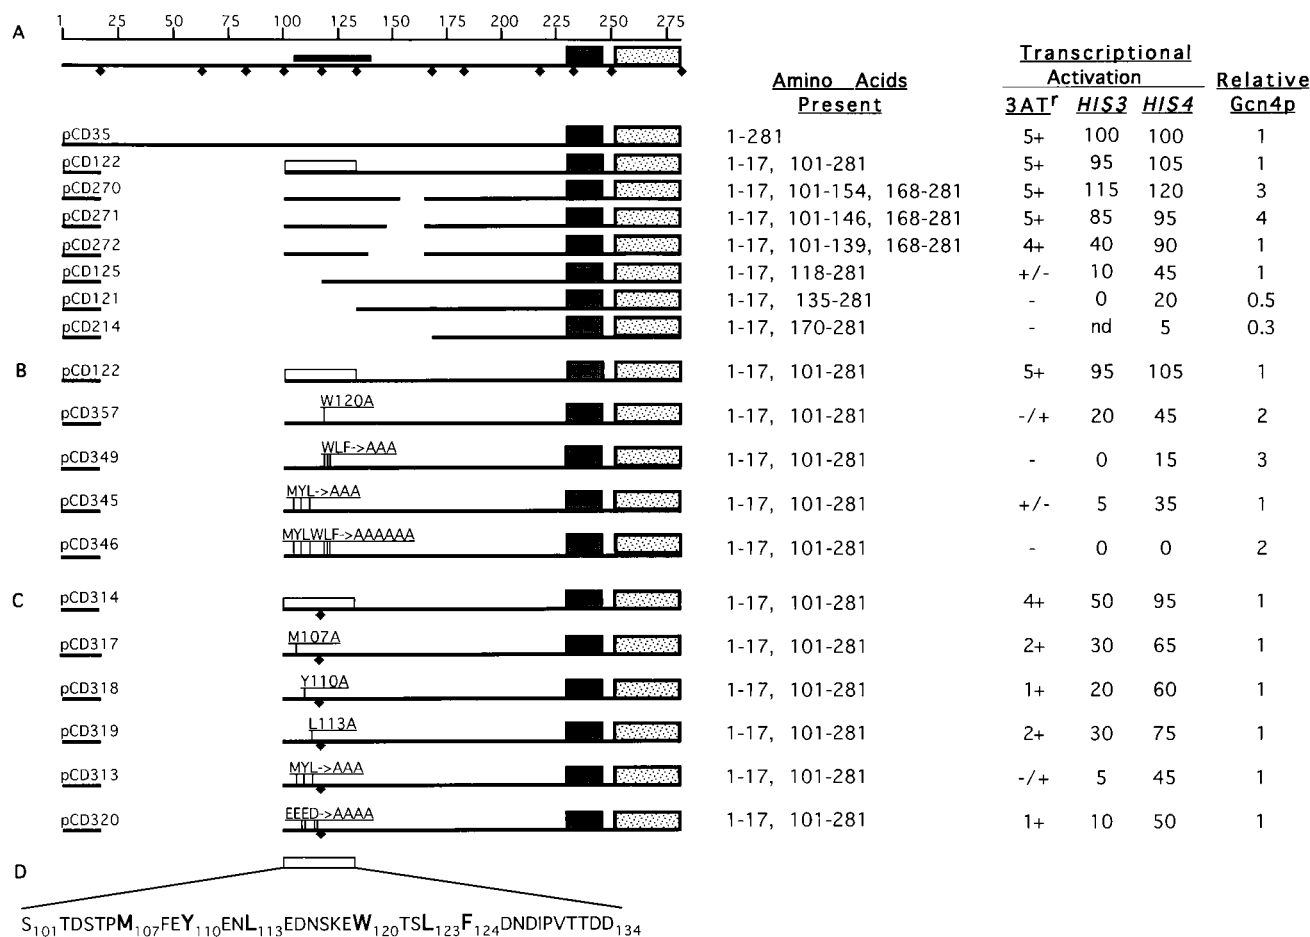 1 25 50 75 100 125 150 175 200 225 250 281
A
Transcriptional
Amino Acids Activation Relative
Present 3ATr HIS3 HIS4 Gcn4p
pCD35 1-281 5+ 100 100 1
pCD122 1-17, 101-281 5+ 95 105 1
pCD270 1-17, 101-154, 168-281 5+ 115 120 3
pCD271 1-17, 101-146, 168-281 5+ 85 95 4
pCD272 1-17, 101-139, 168-281 4+ 40 90 1
pCD125 1-17, 118-281 +/- 10 45 1
pCD121 1-17, 135-281 - 0 20 0.5
pCD214 1-17, 170-281 - nd 5 0.3
B pCD122 1-17, 101-281 5+ 95 105 1
pCD357 W120A 1-17, 101-281 -/+ 20 45 2
pCD349 WLF->AAA 1-17, 101-281 - 0 15 3
pCD345 MYL->AAA 1-17, 101-281 +/- 5 35 1
pCD346 MYLWLF->AAAAAA 1-17, 101-281 - 0 0 2
C pCD314 1-17, 101-281 4+ 50 95 1
pCD317 M107A 1-17, 101-281 2+ 30 65 1
pCD318 Y110A 1-17, 101-281 1+ 20 60 1
pCD319 L113A 1-17, 101-281 2+ 30 75 1
pCD313 MYL->AAA 1-17, 101-281 -/+ 5 45 1
pCD320 EEED->AAAA 1-17, 101-281 1+ 10 50 1
D
S101TDSTPM107FEY110ENL113EDNSKEW120TSL123F124DNDIPVTTDD134